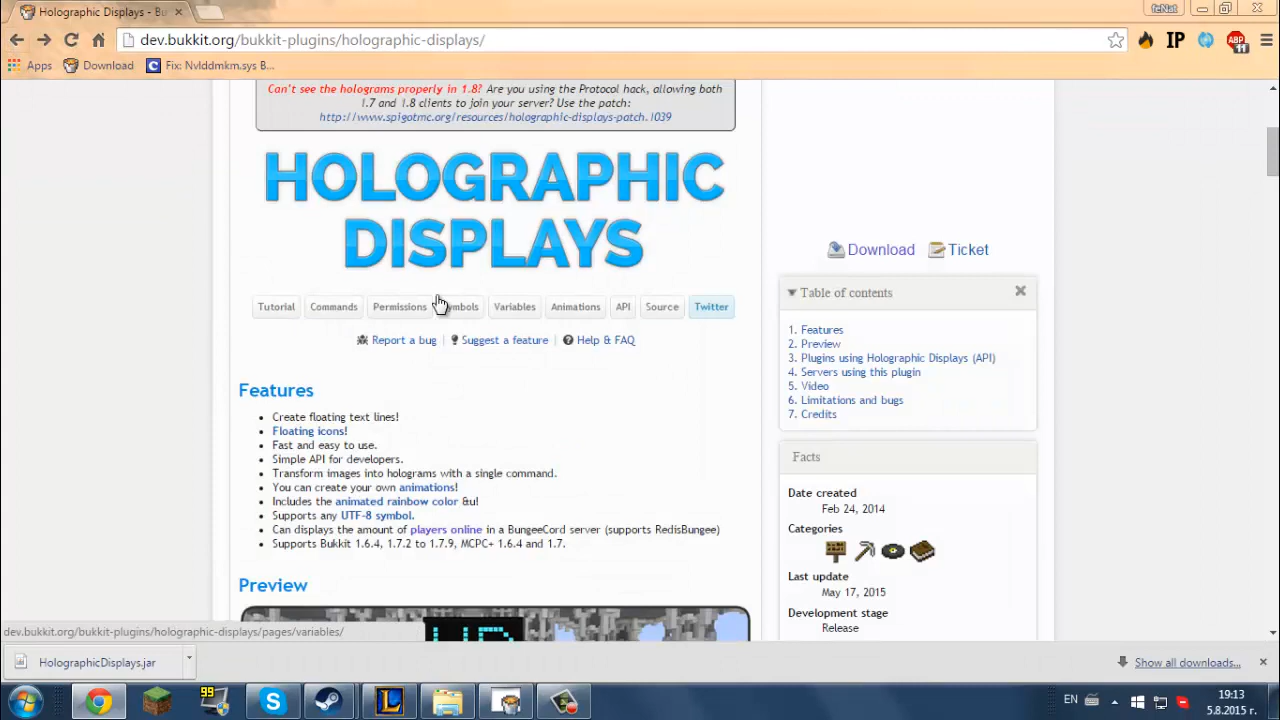 Holographic Displays - Bu
feNat
dev.bukkit.org/bukkit-plugins/holographic-displays/
IP
ABP
11
Apps
Download
C
Fix: Nvlddmkm.sys B...
Can't see the holograms properly in 1.8? Are you using the Protocol hack, allowing both
1.7 and 1.8 clients to join your server? Use the patch:
http://www.spigotmc.org/resources/holographic-displays-patch.1039
HOLOGRAPHIC
DISPLAYS
Download
Ticket
Table of contents
Tutorial
Commands
Permissions
Variables
Animations
API
Source
Twitter
Report a bug
Suggest a feature
Help & FAQ
1. Features
2. Preview
3. Plugins using Holographic Displays (API)
4. Servers using this plugin
5. Video
6. Limitations and bugs
7. Credits
Features
Create floating text lines!
Floating icons!
Fast and easy to use.
Simple API for developers.
Transform images into holograms with a single command.
You can create your own animations!
Includes the animated rainbow color &u!
Supports any UTF-8 symbol.
Can displays the amount of players online in a BungeeCord server (supports RedisBungee)
Supports Bukkit 1.6.4, 1.7.2 to 1.7.9, MCPC+ 1.6.4 and 1.7.
Facts
Date created
Feb 24, 2014
Categories
Last update
May 17, 2015
Development stage
Release
Preview
dev.bukkit.org/bukkit-plugins/holographic-displays/pages/variables/
HolographicDisplays.jar
Show all downloads...
99
EN
19:13
5.8.2015 г.